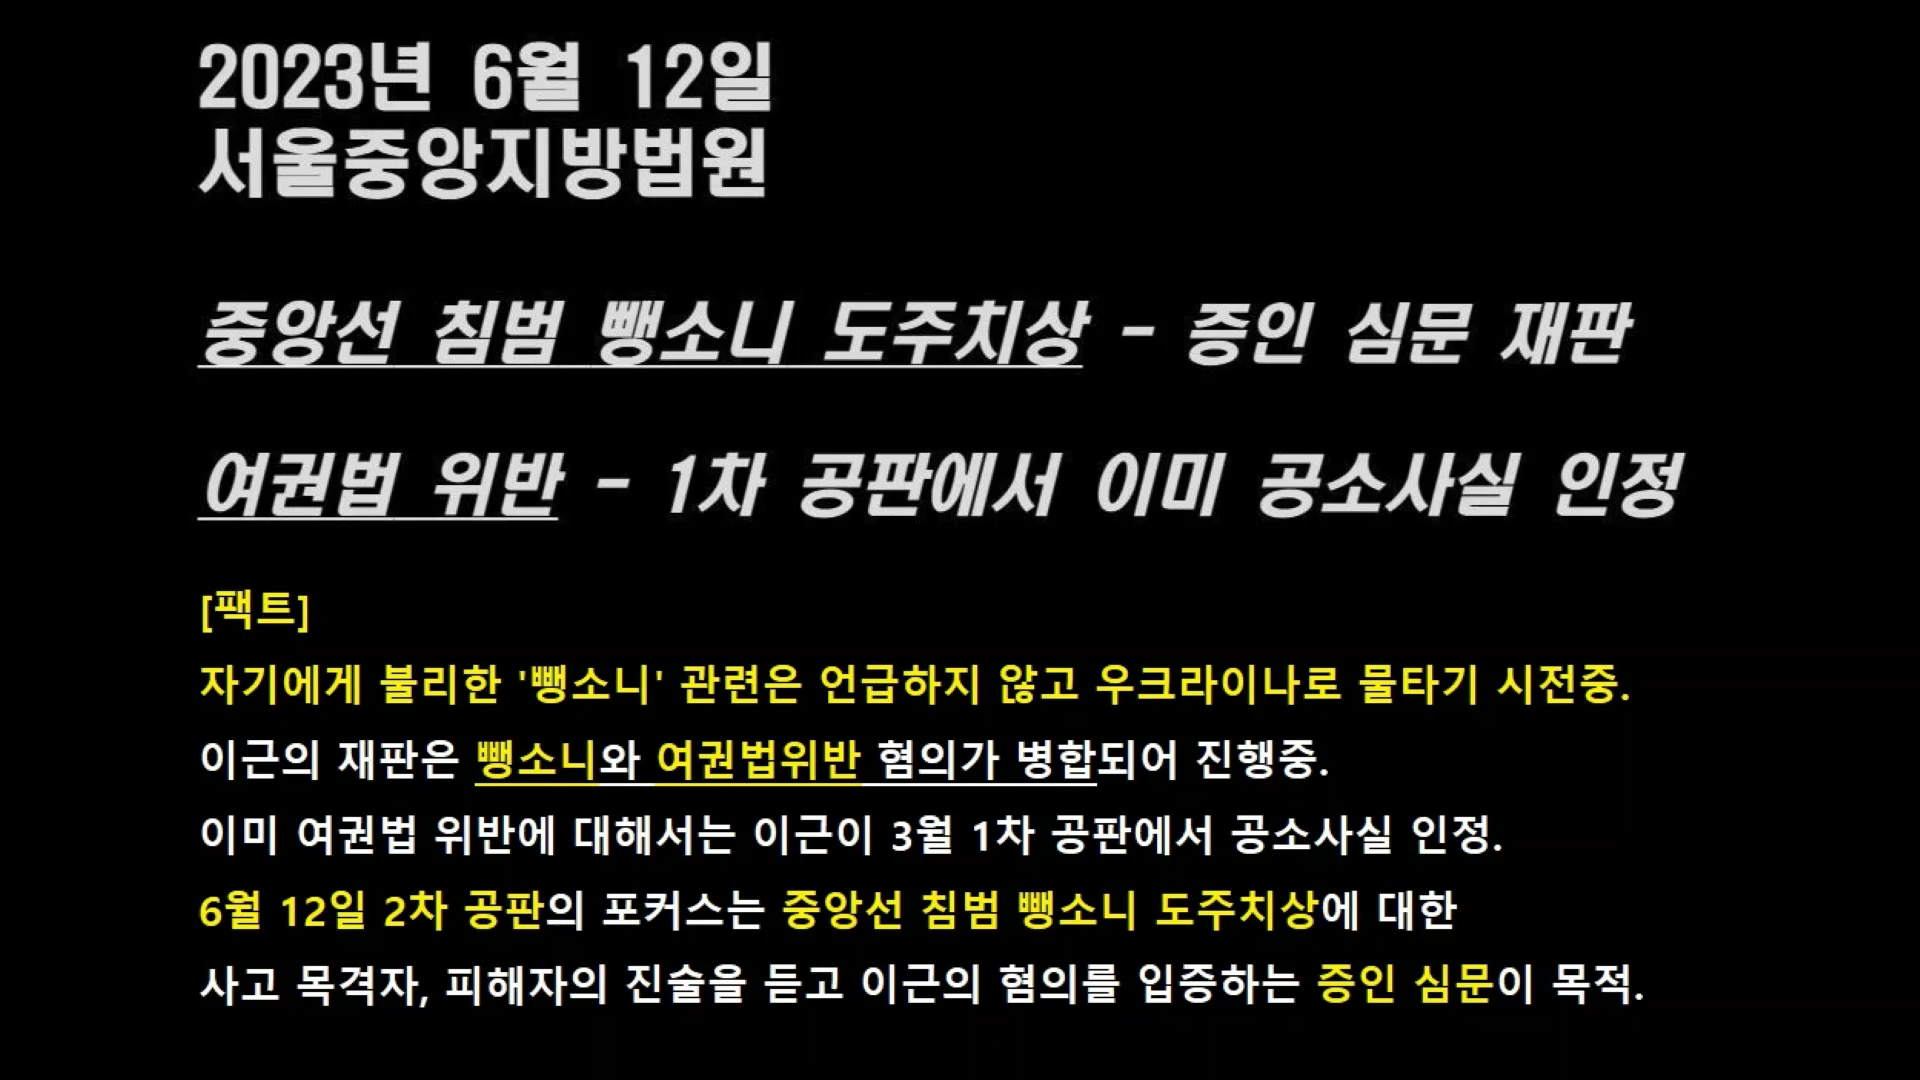 2023년 6월 12일
서울중앙지방법원
중앙선 침범 뺑소니 도주치상 - 증인 심문 재판
여권법 위반 - 1차 공판에서 이미 공소사실 인정
[팩트]
자기에게 불리한 '뺑소니' 관련은 언급하지 않고 우크라이나로 물타기 시전중.
이근의 재판은 뺑소니와 여권법위반 혐의가 병합되어 진행중.
이미 여권법 위반에 대해서는 이근이 3월 1차 공판에서 공소사실 인정.
6월 12일 2차 공판의 포커스는 중앙선 침범 뺑소니 도주치상에 대한
사고 목격자, 피해자의 진술을 듣고 이근의 혐의를 입증하는 증인 심문이 목적.